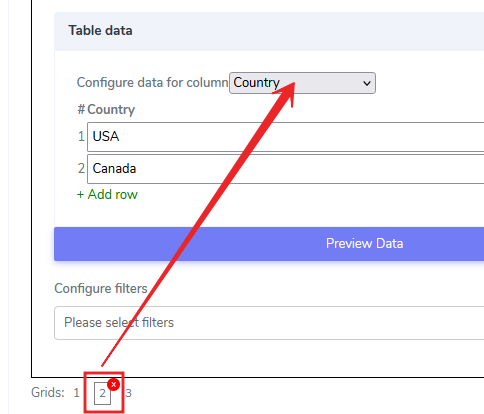 Table data
Configure data for column Country
# Country
1 USA
2 Canada
+ Add row
Preview Data
Configure filters
Please select filters
Grids: 1 2 x 3